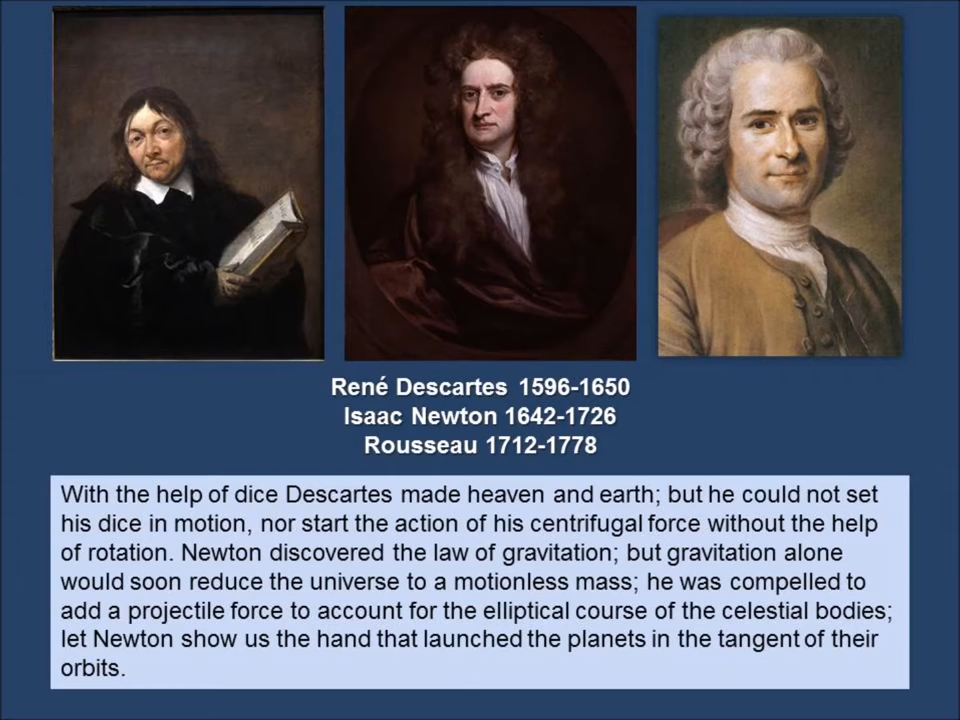 René Descartes 1596-1650
Isaac Newton 1642-1726
Rousseau 1712-1778
With the help of dice Descartes made heaven and earth; but he could not set
his dice in motion, nor start the action of his centrifugal force without the help
of rotation. Newton discovered the law of gravitation; but gravitation alone
would soon reduce the universe to a motionless mass; he was compelled to
add a projectile force to account for the elliptical course of the celestial bodies;
let Newton show us the hand that launched the planets in the tangent of their
orbits.